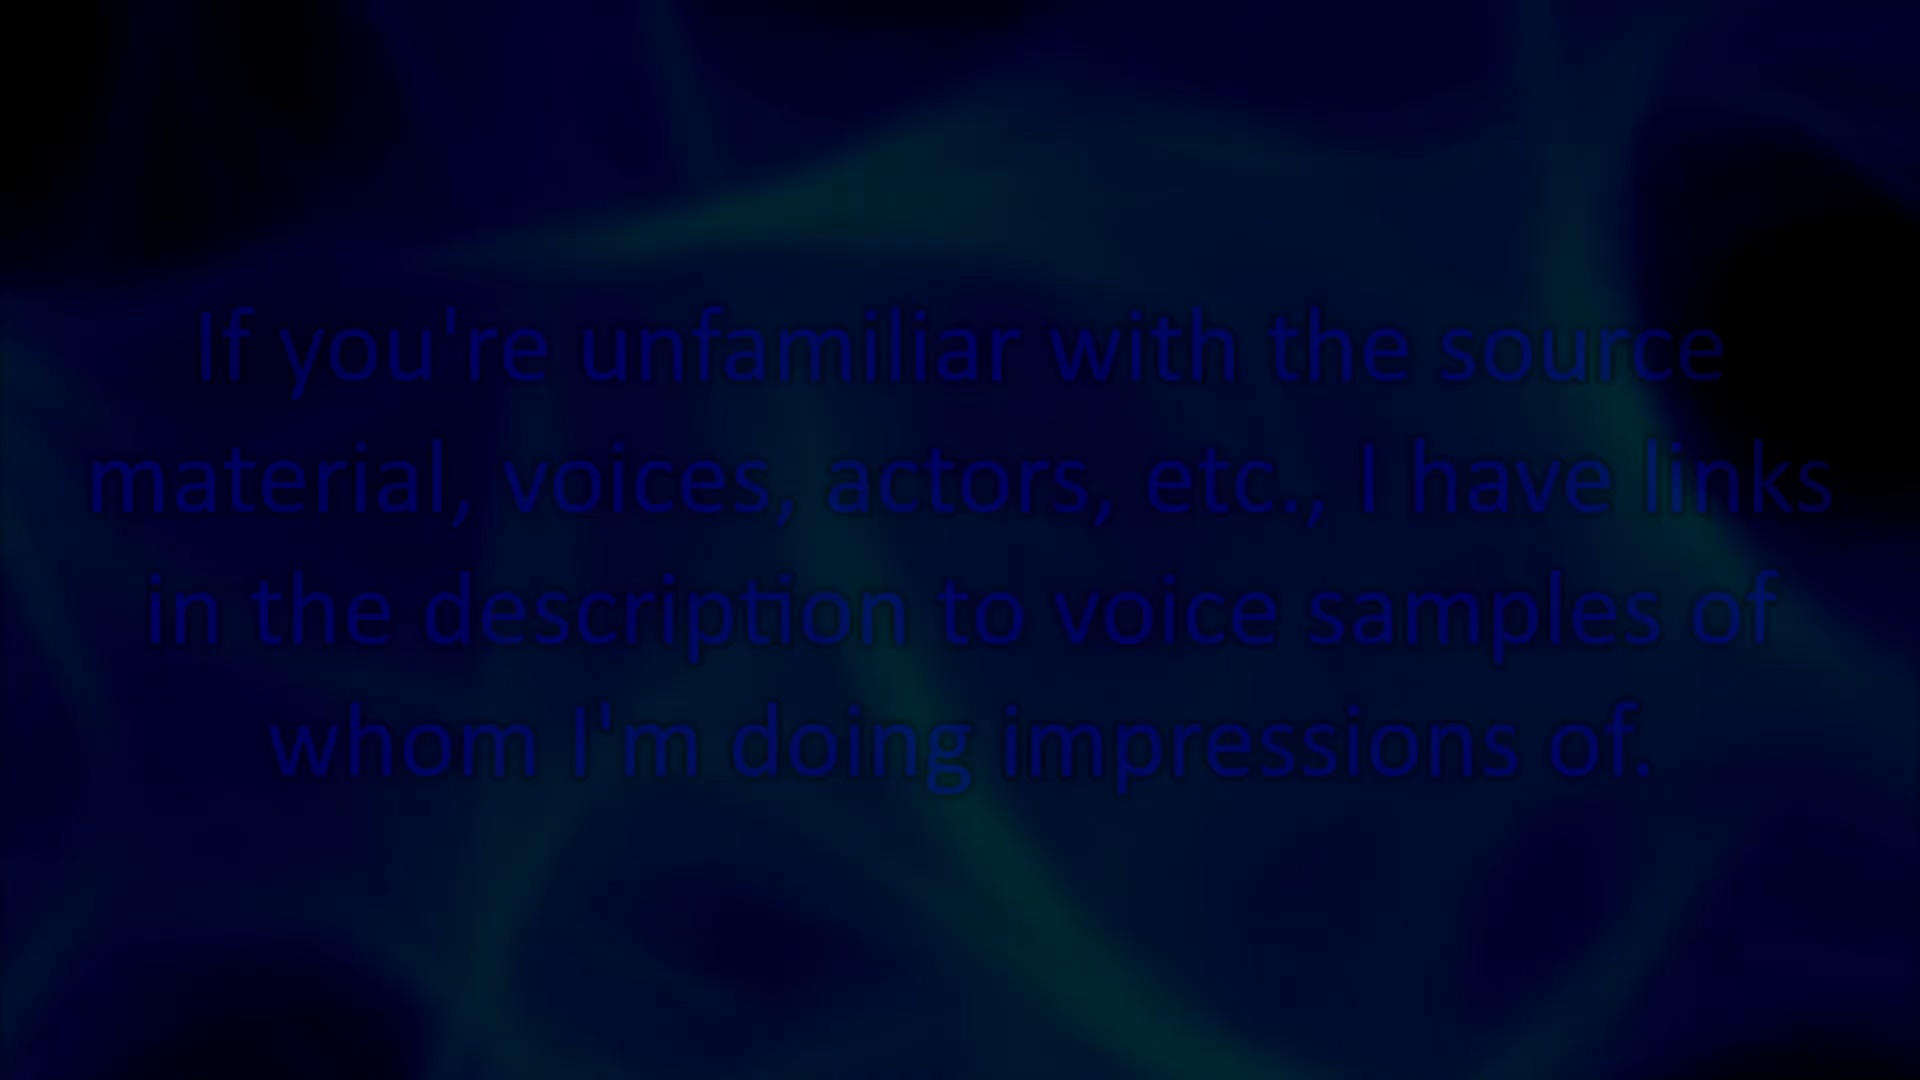 If you're unfamiliar with the source
material, voices, actors, etc., I have links
in the description to voice samples of
whom I'm doing impressions of.